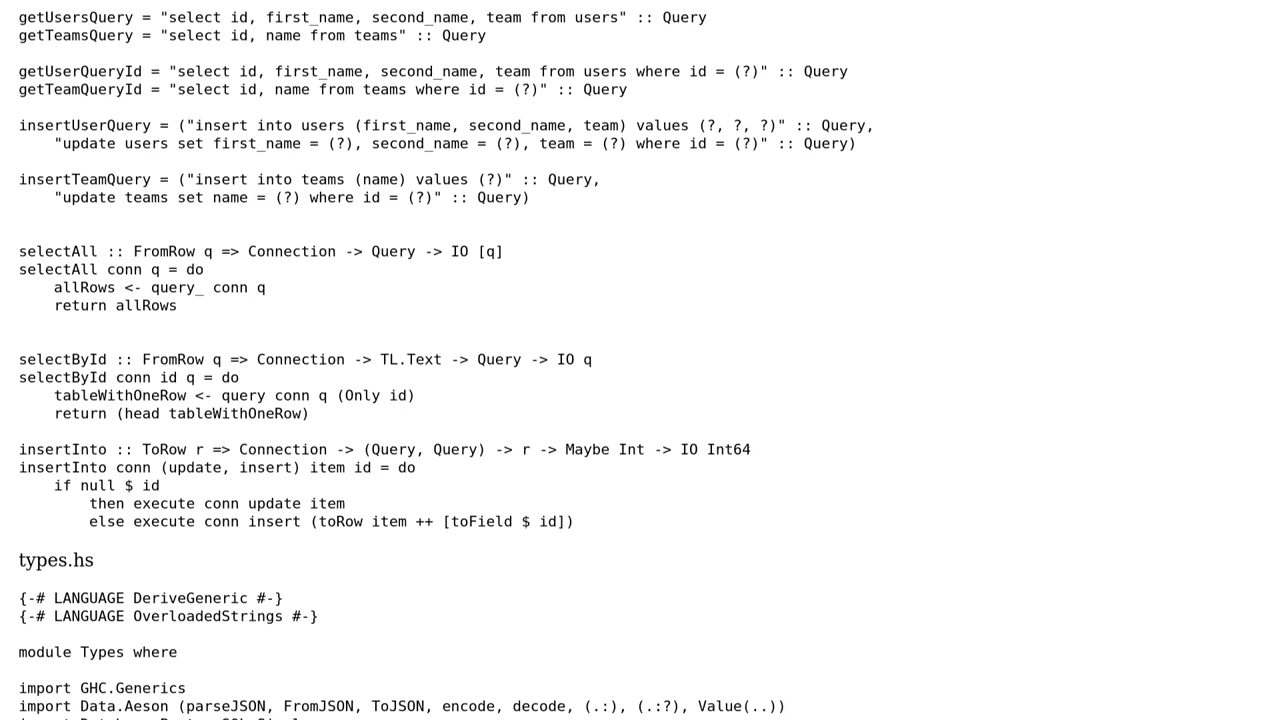 getUsersQuery = "select id, first_name, second_name, team from users" :: Query
getTeamsQuery = "select id, name from teams" :: Query
getUserQueryId = "select id, first_name, second_name, team from users where id = (?)" :: Query
getTeamQueryId = "select id, name from teams where id = (?)" :: Query
insertUserQuery = ("insert into users (first_name, second_name, team) values (?, ?, ?)" :: Query,
    "update users set first_name = (?), second_name = (?), team = (?) where id = (?)" :: Query)
insertTeamQuery = ("insert into teams (name) values (?)" :: Query,
    "update teams set name = (?) where id = (?)" :: Query)
selectAll :: FromRow q => Connection -> Query -> IO [q]
selectAll conn q = do
    allRows <- query_ conn q
    return allRows
selectById :: FromRow q => Connection -> TL.Text -> Query -> IO q
selectById conn id q = do
    tableWithOneRow <- query conn q (Only id)
    return (head tableWithOneRow)
insertInto :: ToRow r => Connection -> (Query, Query) -> r -> Maybe Int -> IO Int64
insertInto conn (update, insert) item id = do
    if null $ id
        then execute conn update item
        else execute conn insert (toRow item ++ [toField $ id])
types.hs
{-# LANGUAGE DeriveGeneric #-}
{-# LANGUAGE OverloadedStrings #-}
module Types where
import GHC.Generics
import Data.Aeson (parseJSON, FromJSON, ToJSON, encode, decode, (.:), (.:?), Value(..))